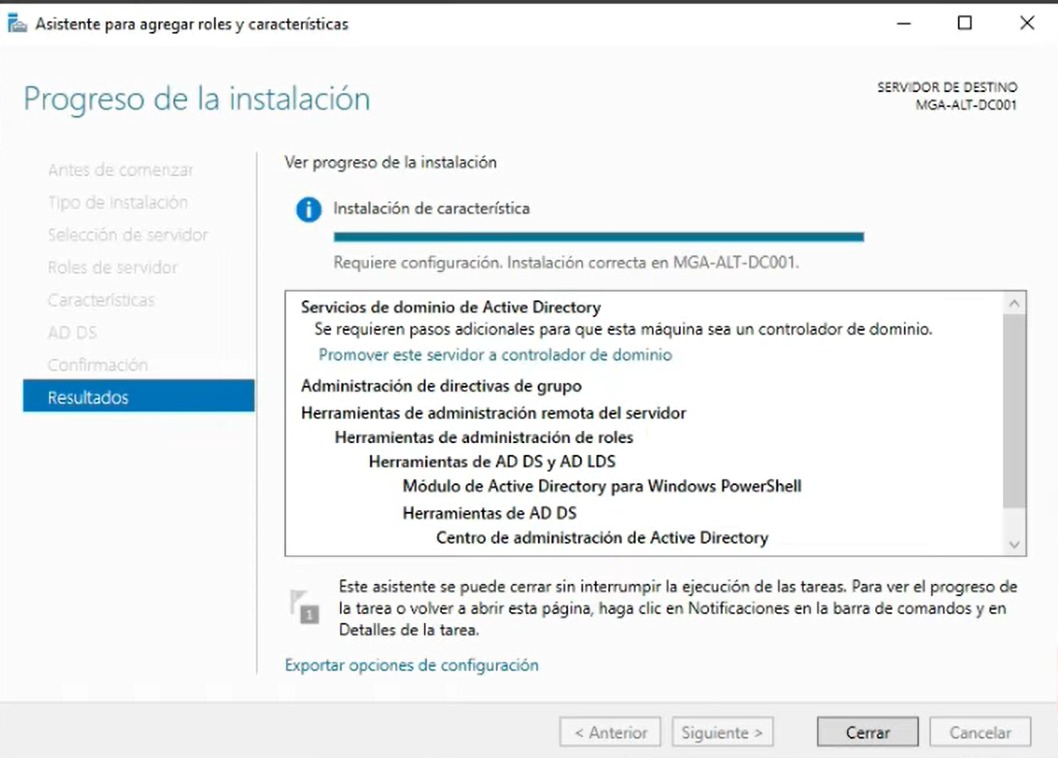 Asistente para agregar roles y características
Progreso de la instalación
SERVIDOR DE DESTINO
MGA-ALT-DC001
Antes de comenzar
Tipo de instalación
Selección de servidor
Roles de servidor
Características
AD DS
Confirmación
Resultados
Ver progreso de la instalación
Instalación de característica
Requiere configuración. Instalación correcta en MGA-ALT-DC001.
Servicios de dominio de Active Directory
Se requieren pasos adicionales para que esta máquina sea un controlador de dominio.
Promover este servidor a controlador de dominio
Administración de directivas de grupo
Herramientas de administración remota del servidor
Herramientas de administración de roles
Herramientas de AD DS y AD LDS
Módulo de Active Directory para Windows PowerShell
Herramientas de AD DS
Centro de administración de Active Directory
1
Este asistente se puede cerrar sin interrumpir la ejecución de las tareas. Para ver el progreso de
la tarea o volver a abrir esta página, haga clic en Notificaciones en la barra de comandos y en
Detalles de la tarea.
Exportar opciones de configuración
< Anterior
Siguiente >
Cerrar
Cancelar